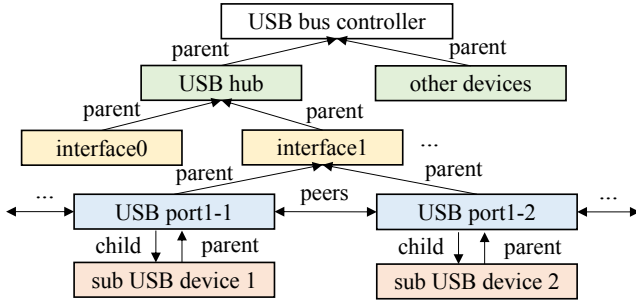 USB bus controller
parent
parent
USB hub
other devices
parent
parent
interface0
interface1
...
parent
parent
...
peers
...
USB port1-1
USB port1-2
child
parent
child
parent
sub USB device 1
sub USB device 2